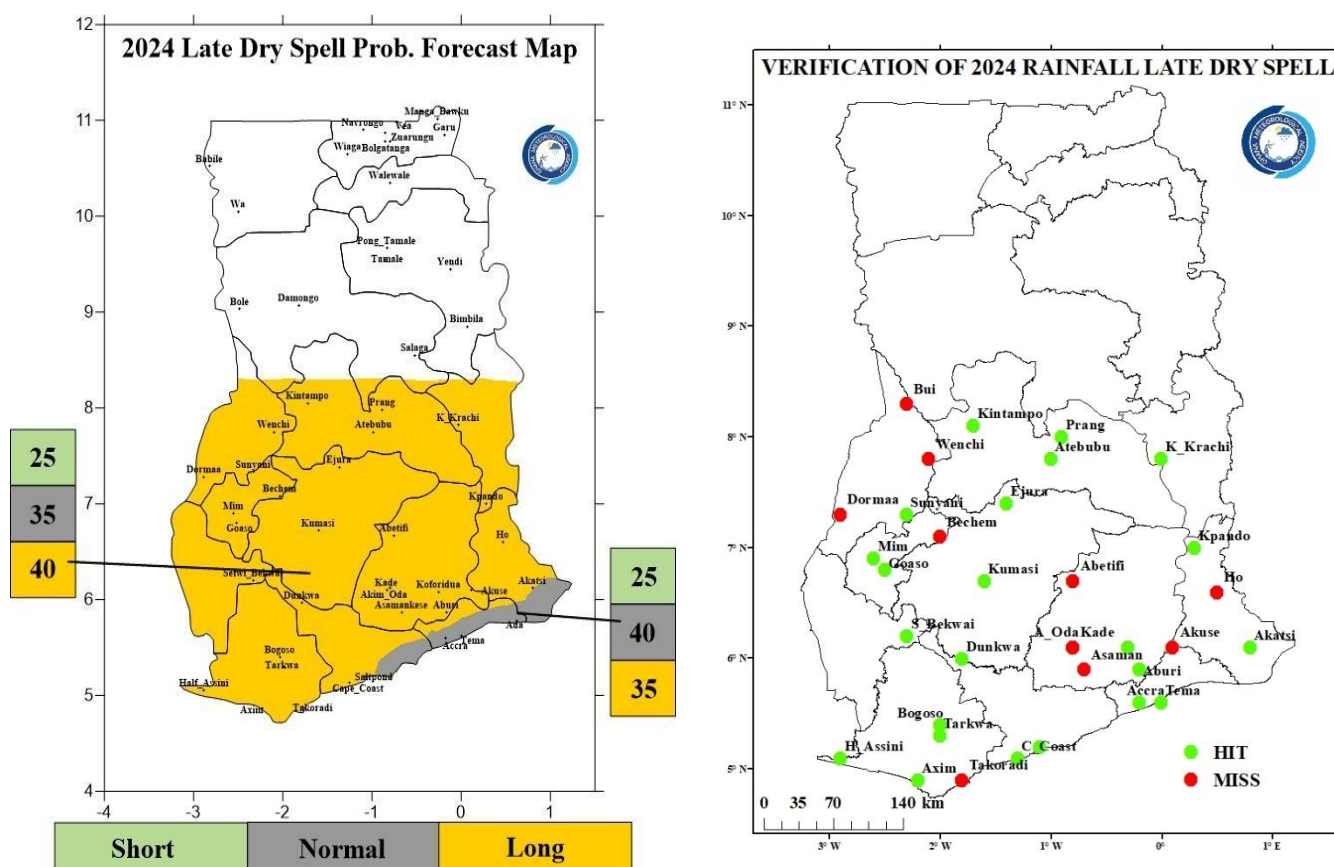 2024 Late Dry Spell Prob. Forecast Map
12
11
10
9
8
7
6
5
4
-4
-3
-2
-1
0
1
Manga_Bawku
Navrongo
Vea
Garu
Zuarungu
Wiaga
Bolgatanga
Babile
Walewale
Wa
Pong_Tamale
Tamale
Yendi
Bole
Damongo
Bimbila
Salaga
Kintampo
Prang
K_Krachi
Wenchi
Atebubu
Dormaa
Sunyani
Ejura
Bechem
Mim
Kpando
Goaso
Kumasi
Abetifi
Ho
Sefwi_Bekwai
Dunkwa
Kade
Koforidua
Akatsi
Akim_Oda
Akuse
Asamankese
Aburi
Ada
Tema
Accra
Bogoso
Tarkwa
Half_Assini
Saltpond
Cape_Coast
Axim
Takoradi
25
35
40
25
40
35
Short
Normal
Long
VERIFICATION OF 2024 RAINFALL LATE DRY SPELL
GHANA METEOROLOGICAL AGENCY
11° N
10° N
9° N
8° N
7° N
6° N
5° N
Bui
Kintampo
Prang
Wenchi
Atebubu
K_Krachi
Dormaa
Sunyani
Ejura
Bechem
Mim
Kpando
Goaso
Kumasi
Abetifi
Ho
S_Bekwai
A_Oda
Kade
Akuse
Akatsi
Dunkwa
Asaman
Aburi
Accra
Tema
Bogoso
Tarkwa
H_Assini
C_Coast
Axim
Takoradi
HIT
MISS
0 35 70 140 km
3° W
2° W
1° W
0°
1° E